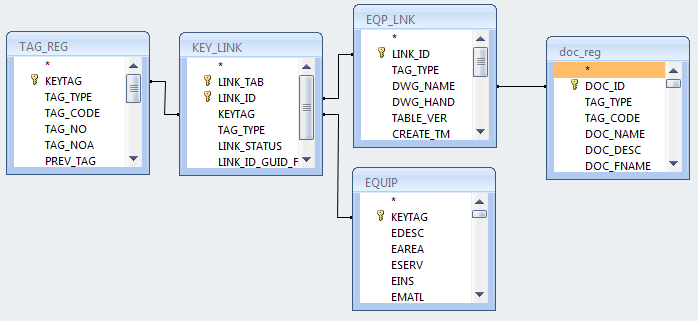 TAG_REG
*
KEYTAG
TAG_TYPE
TAG_CODE
TAG_NO
TAG_NOA
PREV_TAG
KEY_LINK
*
LINK_TAB
LINK_ID
KEYTAG
TAG_TYPE
LINK_STATUS
LINK_ID_GUID_F
EQP_LNK
*
LINK_ID
TAG_TYPE
DWG_NAME
DWG_HAND
TABLE_VER
CREATE_TM
doc_reg
*
DOC_ID
TAG_TYPE
TAG_CODE
DOC_NAME
DOC_DESC
DOC_FNAME
EQUIP
*
KEYTAG
EDESC
EAREA
ESERV
EINS
EMATL